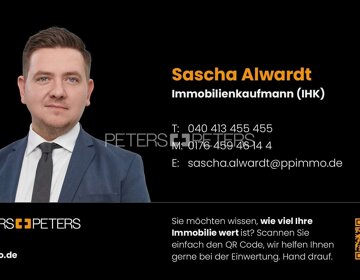 Sascha Alwardt
Immobilienkaufmann (IHK)
T: 040 413 455 455
PETERS PETERS
M: 0176 459 46 14 4
E: sascha.alwardt@ppimmo.de
ERS PETERS
o.de
Sie möchten wissen, wie viel Ihre
Immobilie wert ist? Scannen Sie
einfach den QR Code, wir helfen Ihnen
gerne bei der Einwertung. Hand drauf.